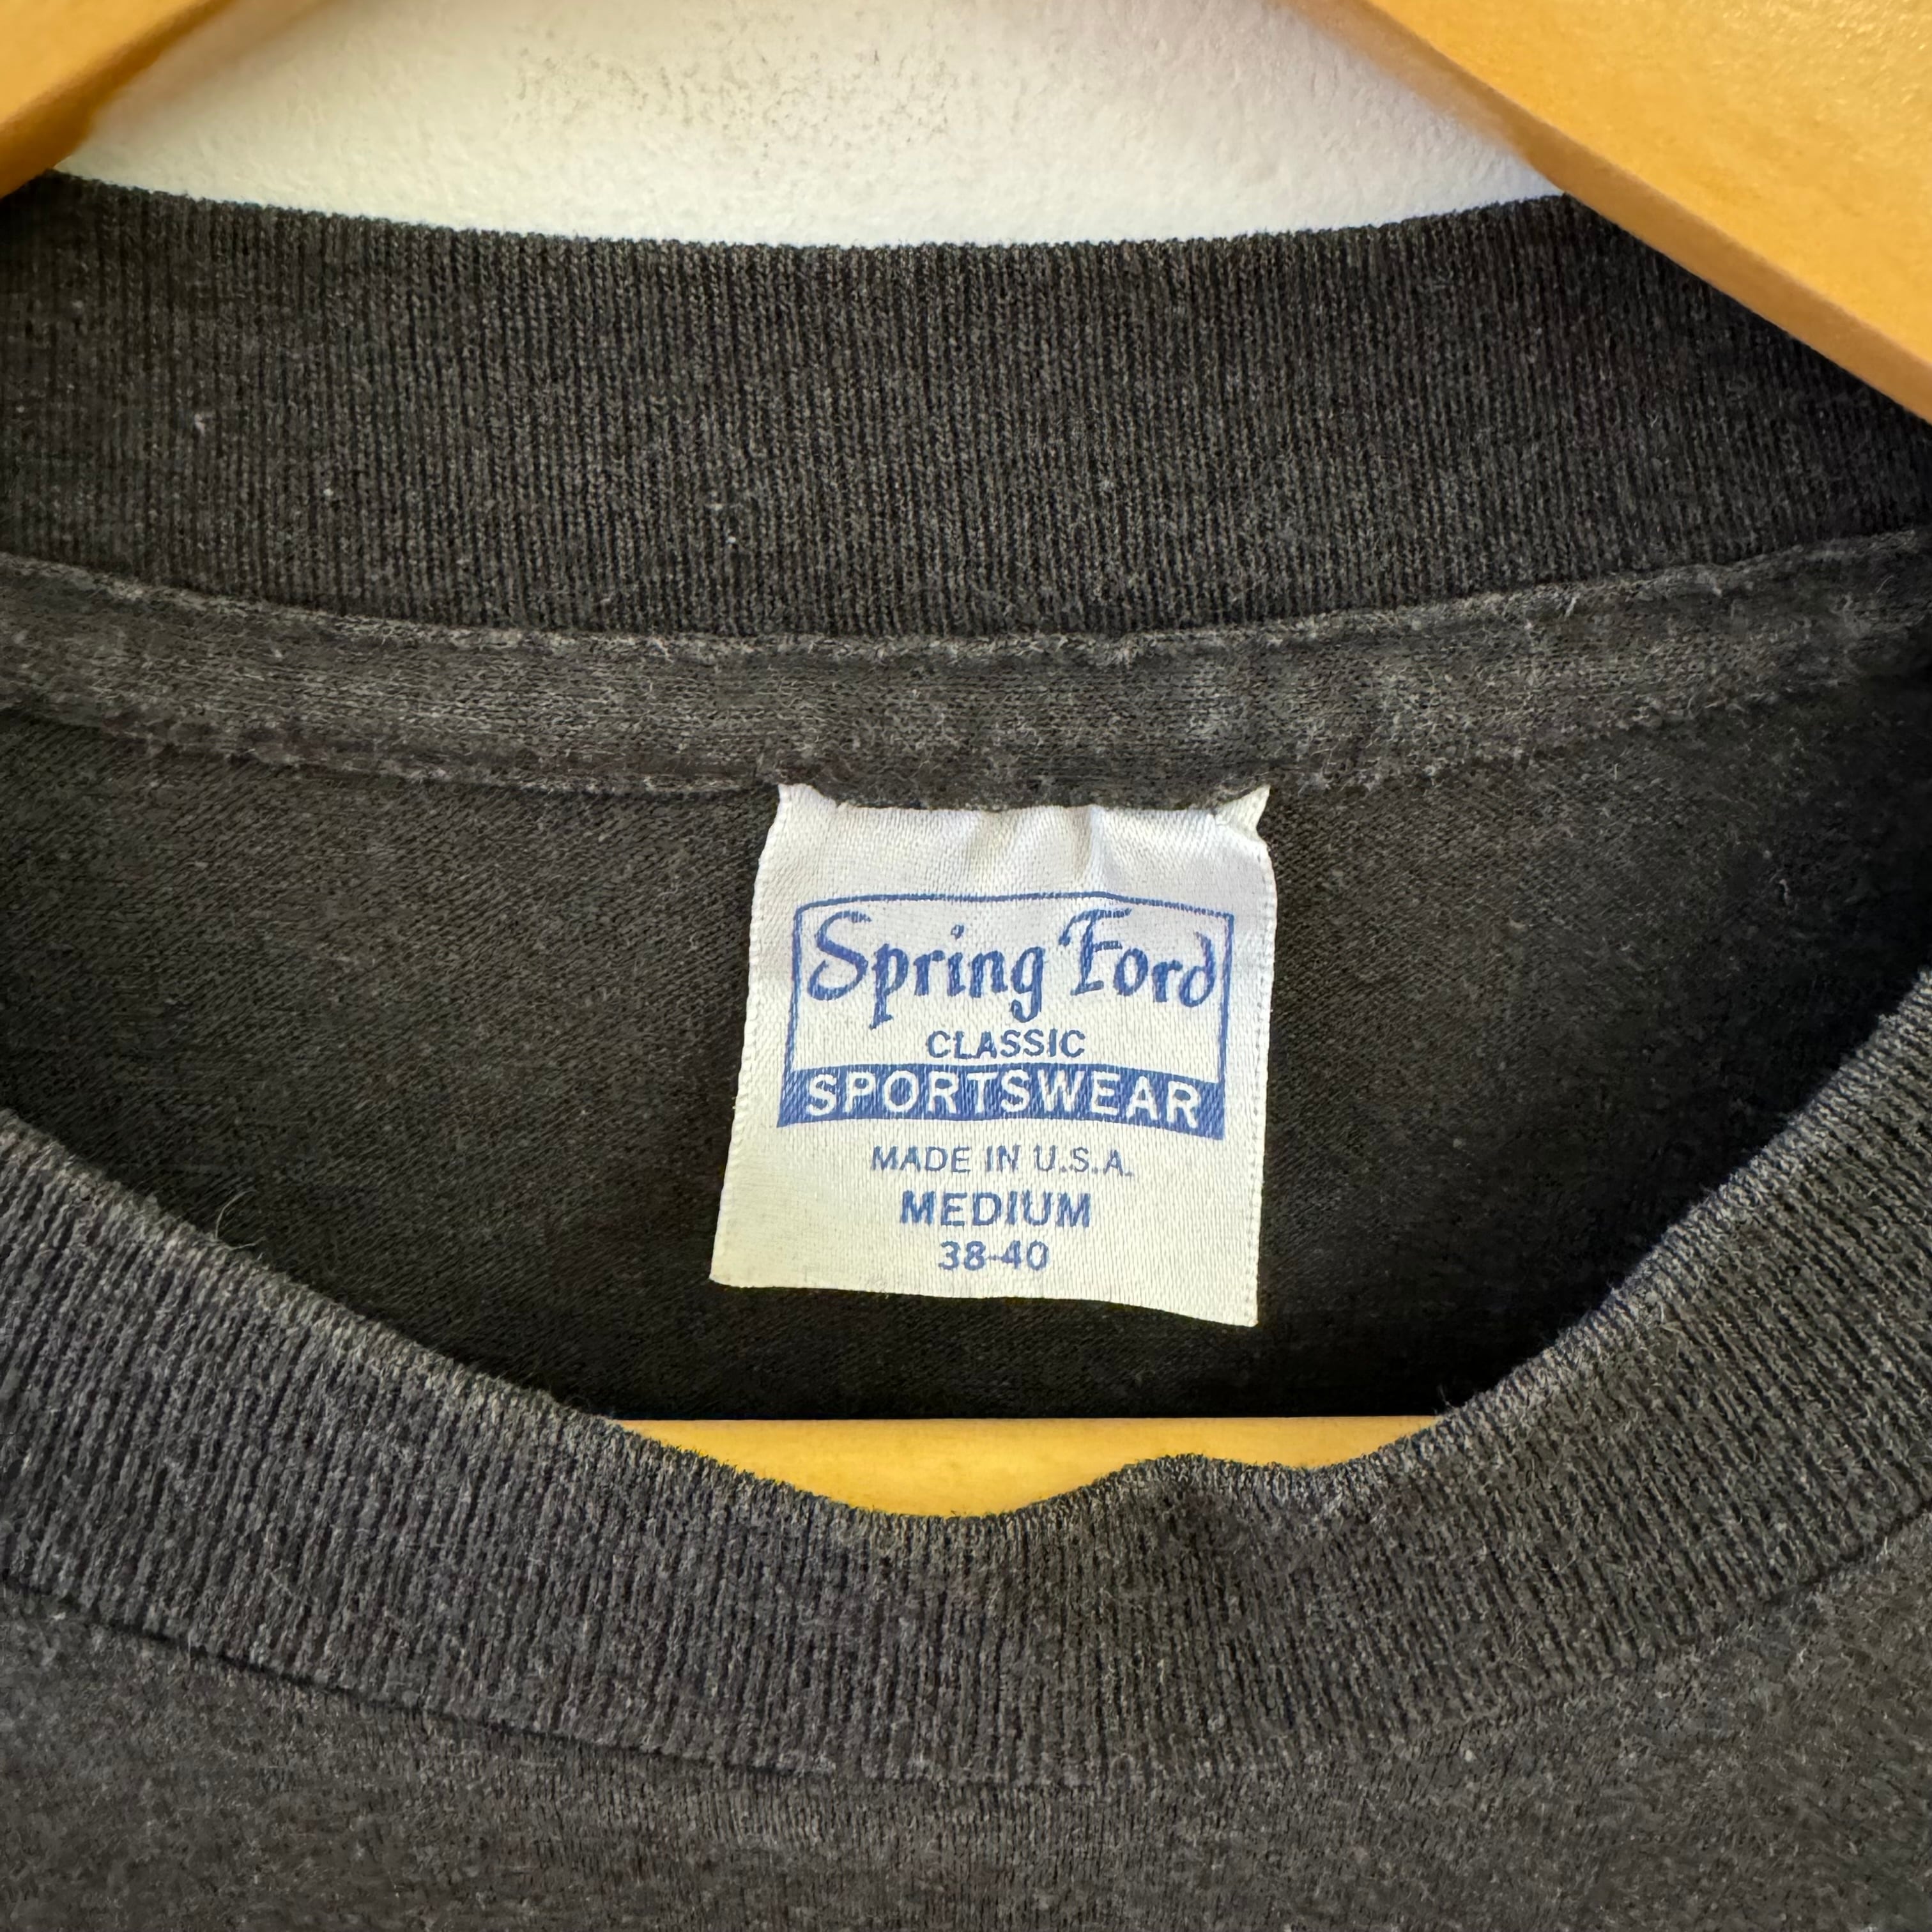 Spring Ford
CLASSIC
SPORTSWEAR
MADE IN U.S.A.
MEDIUM
38-40